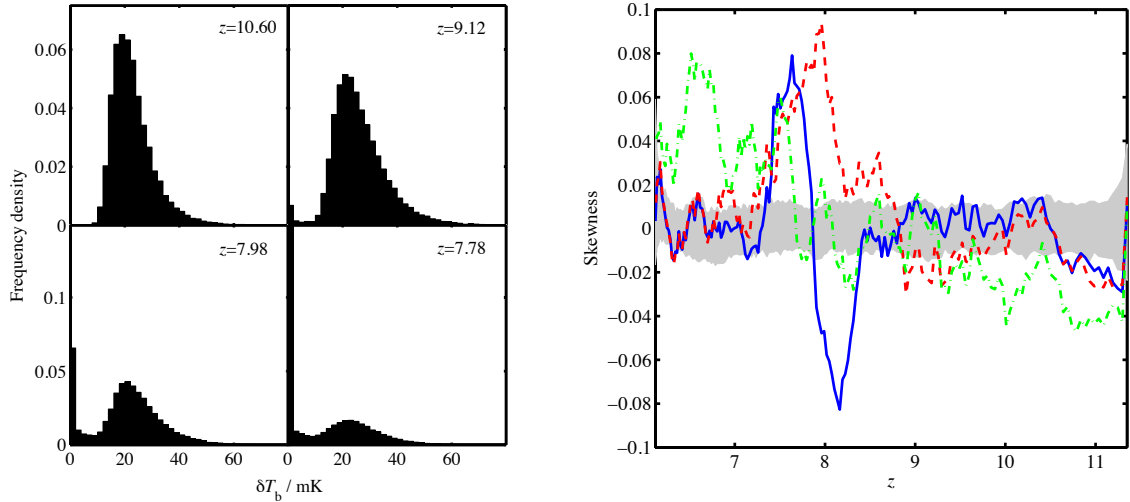 z=10.60
z=9.12
0.06
0.04
0.02
0
z=7.98
z=7.78
0.1
0.05
0
0 20 40 60 0 20 40 60
Frequency density
δT_b / mK
0.1
0.08
0.06
0.04
0.02
0
−0.02
−0.04
−0.06
−0.08
−0.1
7 8 9 10 11
Skewness
z